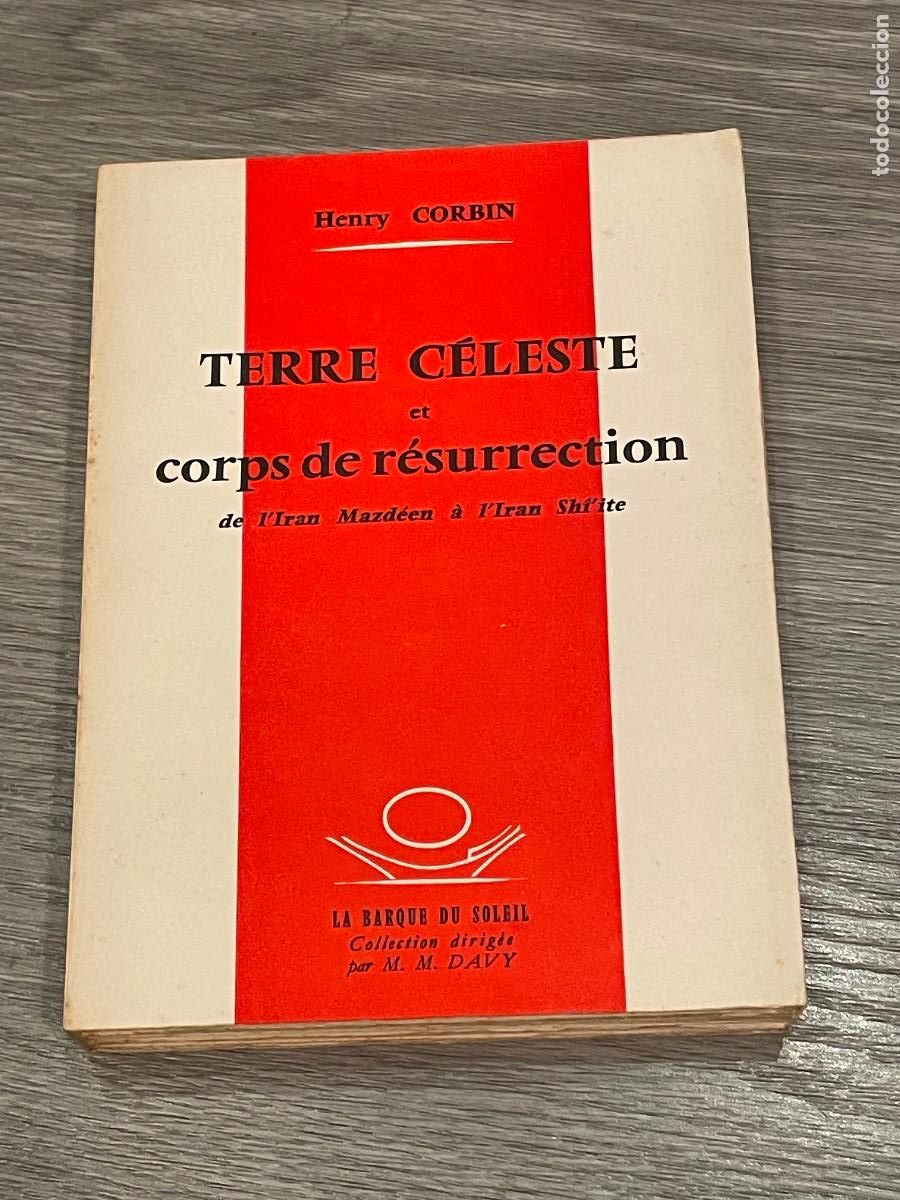 todocoleccion
Henry CORBIN
TERRE CÉLESTE
et
corps de résurrection
de l'Iran Mazdéen à l'Iran Shî'ite
LA BARQUE DU SOLEIL
Collection dirigée
par M. M. DAVY